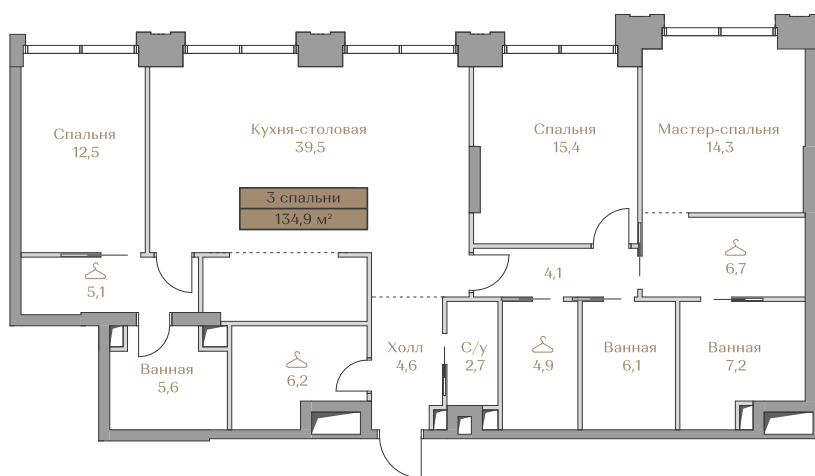 Спальня
12,5
Кухня-столовая
39,5
Спальня
15,4
Мастер-спальня
14,3
3 спальни
134,9 м²
5,1
4,1
6,7
Ванная
5,6
6,2
Холл
4,6
С/у
2,7
4,9
Ванная
6,1
Ванная
7,2